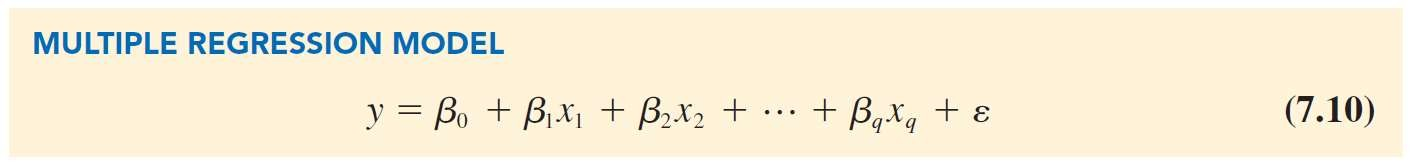 MULTIPLE REGRESSION MODEL
y = β₀ + β₁x₁ + β₂x₂ + ⋯ + β_qx_q + ε (7.10)